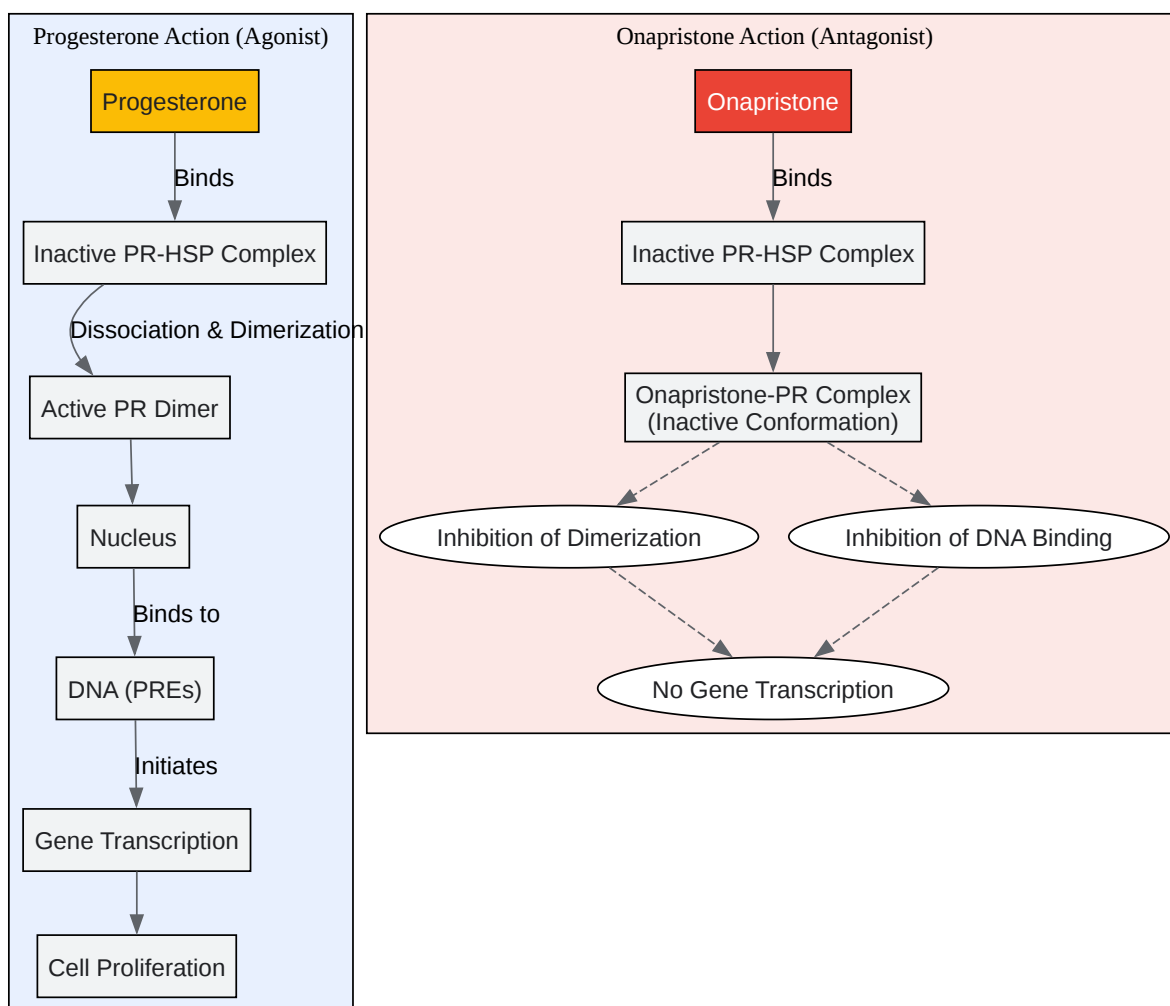 Progesterone Action (Agonist)
Progesterone
Binds
Inactive PR-HSP Complex
Dissociation & Dimerization
Active PR Dimer
Nucleus
Binds to
DNA (PREs)
Initiates
Gene Transcription
Cell Proliferation
Onapristone Action (Antagonist)
Onapristone
Binds
Inactive PR-HSP Complex
Onapristone-PR Complex
(Inactive Conformation)
Inhibition of Dimerization
Inhibition of DNA Binding
No Gene Transcription